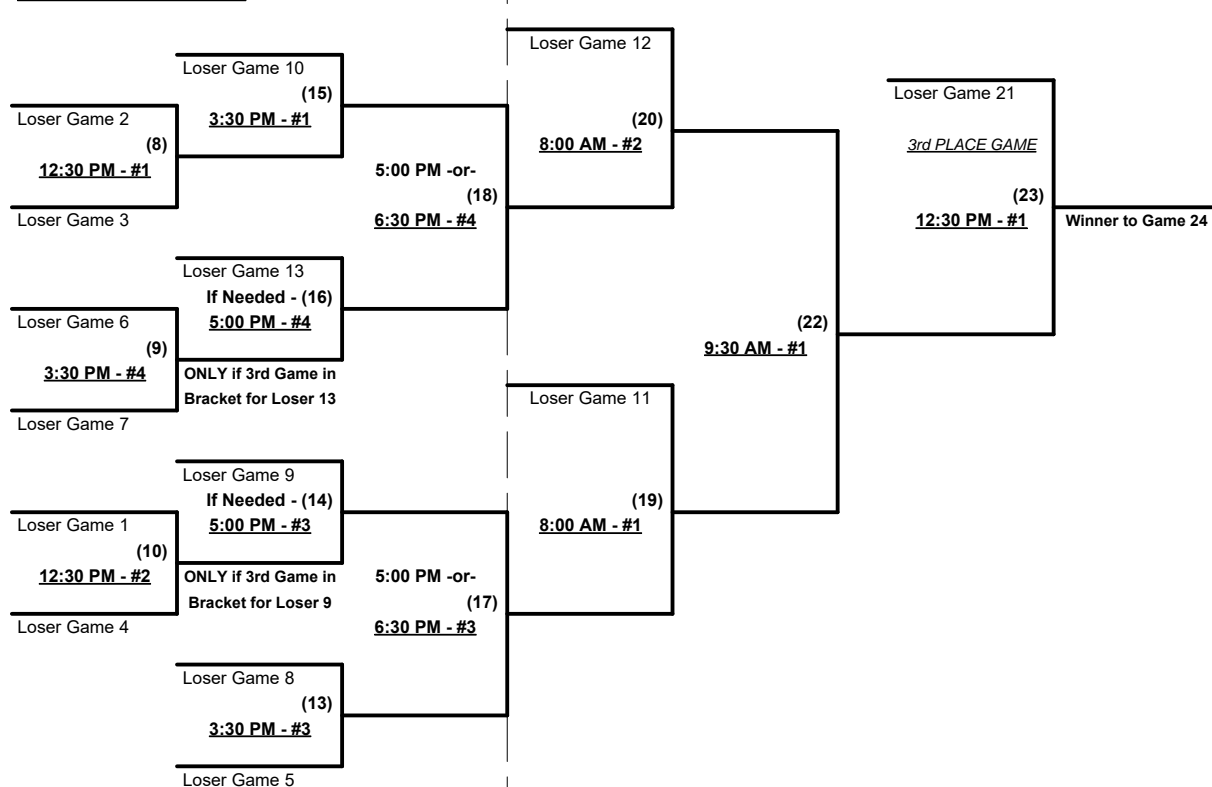 Loser Game 12
Loser Game 10
(15)
3:30 PM - #1
Loser Game 2
(8)
12:30 PM - #1
Loser Game 3
5:00 PM -or-
(18)
6:30 PM - #4
(20)
8:00 AM - #2
Loser Game 21
3rd PLACE GAME
(23)
12:30 PM - #1
Winner to Game 24
Loser Game 13
If Needed - (16)
5:00 PM - #4
Loser Game 6
(9)
3:30 PM - #4
ONLY if 3rd Game in
Bracket for Loser 13
Loser Game 7
(22)
9:30 AM - #1
Loser Game 11
Loser Game 9
If Needed - (14)
5:00 PM - #3
Loser Game 1
(10)
12:30 PM - #2
ONLY if 3rd Game in
Bracket for Loser 9
Loser Game 4
(19)
8:00 AM - #1
5:00 PM -or-
(17)
6:30 PM - #3
Loser Game 8
(13)
3:30 PM - #3
Loser Game 5